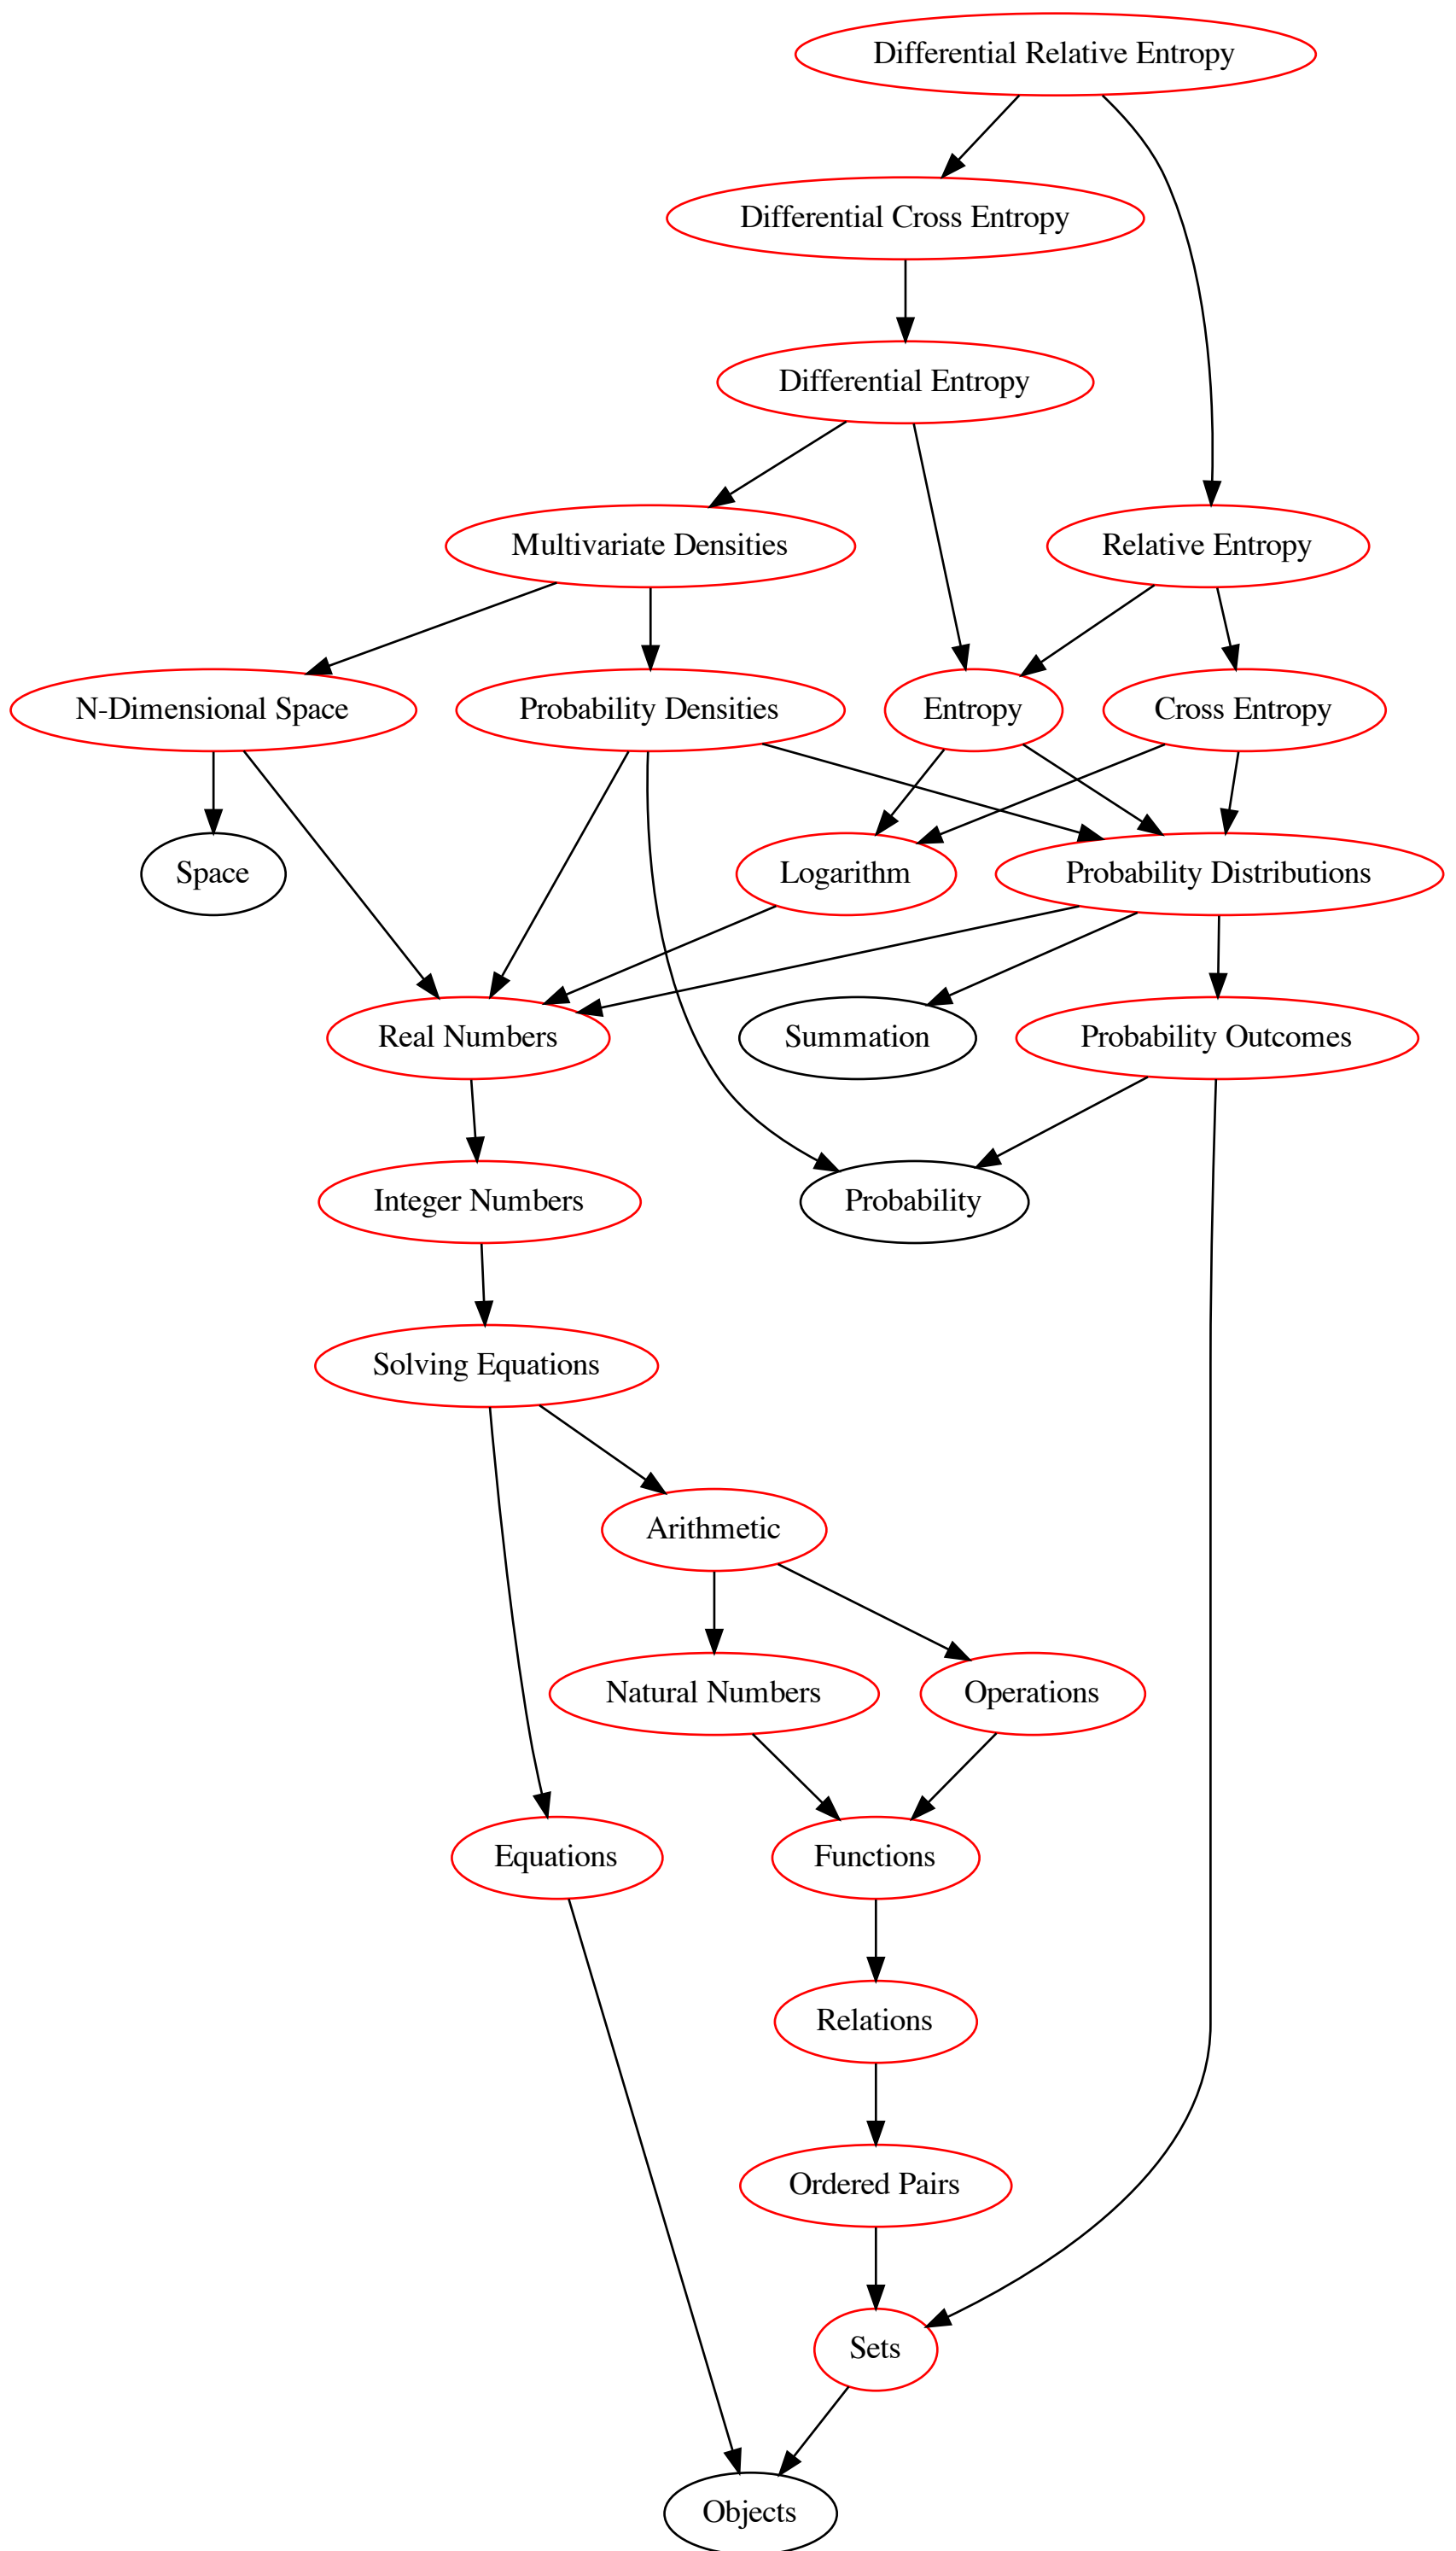 Differential Relative Entropy
Differential Cross Entropy
Differential Entropy
Multivariate Densities
Relative Entropy
N-Dimensional Space
Probability Densities
Entropy
Cross Entropy
Space
Logarithm
Probability Distributions
Real Numbers
Summation
Probability Outcomes
Integer Numbers
Probability
Solving Equations
Arithmetic
Natural Numbers
Operations
Equations
Functions
Relations
Ordered Pairs
Sets
Objects